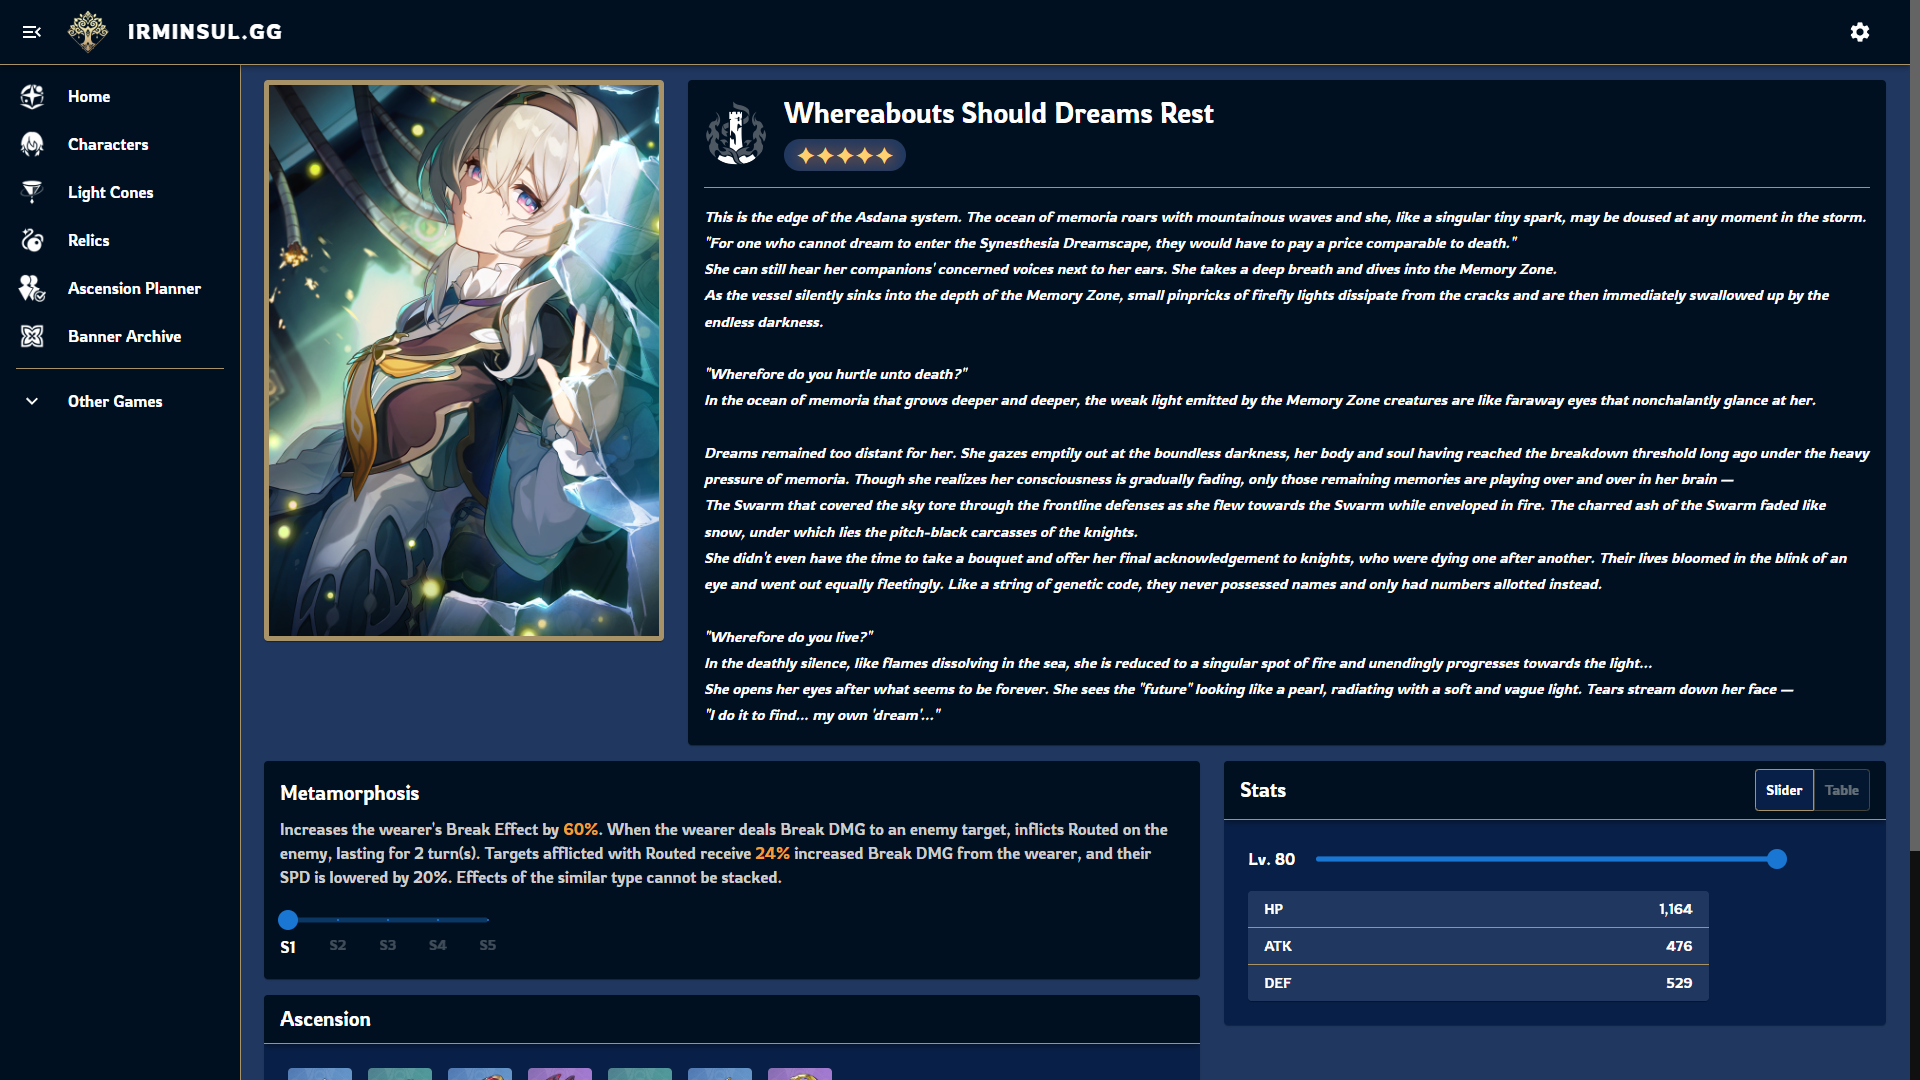 IRMINSUL.GG
Home
Characters
Light Cones
Relics
Ascension Planner
Banner Archive
Other Games
Whereabouts Should Dreams Rest
This is the edge of the Asdana system. The ocean of memoria roars with mountainous waves and she, like a singular tiny spark, may be doused at any moment in the storm.
"For one who cannot dream to enter the Synesthesia Dreamscape, they would have to pay a price comparable to death."
She can still hear her companions' concerned voices next to her ears. She takes a deep breath and dives into the Memory Zone.
As the vessel silently sinks into the depth of the Memory Zone, small pinpricks of firefly lights dissipate from the cracks and are then immediately swallowed up by the
endless darkness.
"Wherefore do you hurtle unto death?"
In the ocean of memoria that grows deeper and deeper, the weak light emitted by the Memory Zone creatures are like faraway eyes that nonchalantly glance at her.
Dreams remained too distant for her. She gazes emptily out at the boundless darkness, her body and soul having reached the breakdown threshold long ago under the heavy
pressure of memoria. Though she realizes her consciousness is gradually fading, only those remaining memories are playing over and over in her brain —
The Swarm that covered the sky tore through the frontline defenses as she flew towards the Swarm while enveloped in fire. The charred ash of the Swarm faded like
snow, under which lies the pitch-black carcasses of the knights.
She didn't even have the time to take a bouquet and offer her final acknowledgement to knights, who were dying one after another. Their lives bloomed in the blink of an
eye and went out equally fleetingly. Like a string of genetic code, they never possessed names and only had numbers allotted instead.
"Wherefore do you live?"
In the deathly silence, like flames dissolving in the sea, she is reduced to a singular spot of fire and unendingly progresses towards the light...
She opens her eyes after what seems to be forever. She sees the "future" looking like a pearl, radiating with a soft and vague light. Tears stream down her face —
"I do it to find... my own 'dream'..."
Metamorphosis
Increases the wearer's Break Effect by 60%. When the wearer deals Break DMG to an enemy target, inflicts Routed on the
enemy, lasting for 2 turn(s). Targets afflicted with Routed receive 24% increased Break DMG from the wearer, and their
SPD is lowered by 20%. Effects of the similar type cannot be stacked.
S1 S2 S3 S4 S5
Ascension
Stats
Slider Table
Lv. 80
HP 1,164
ATK 476
DEF 529